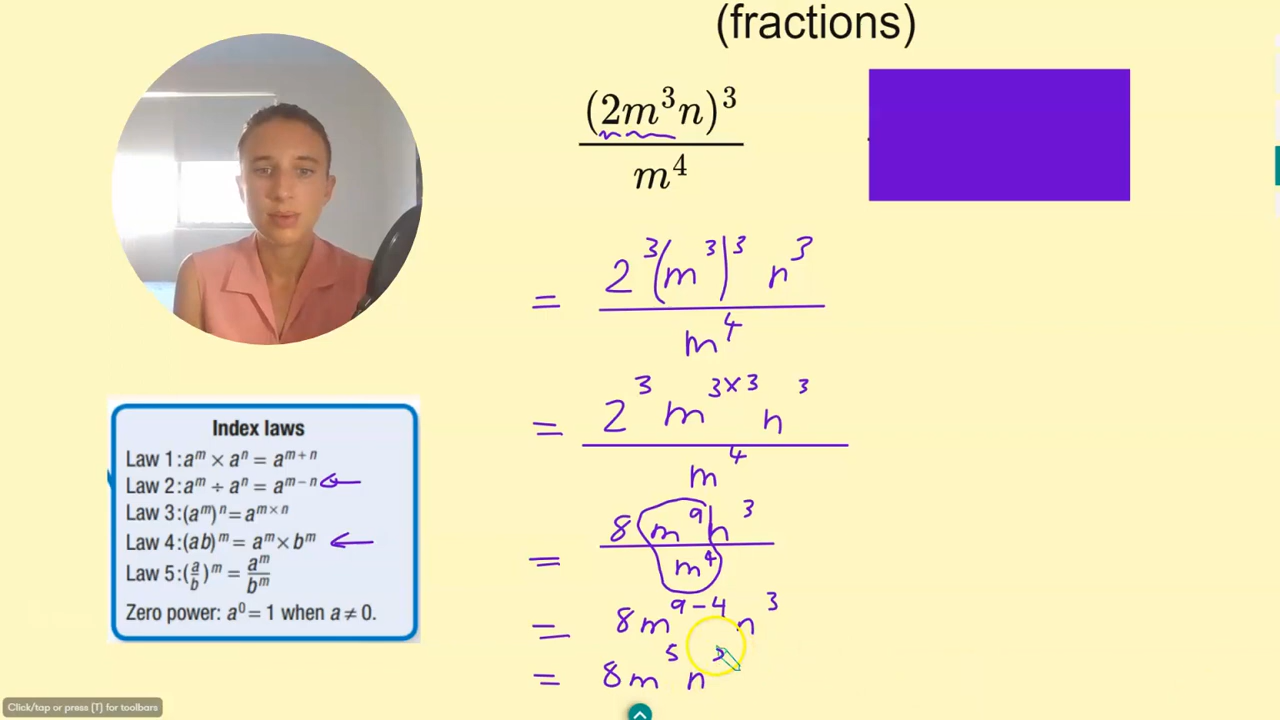 (fractions)
(2m³n)³
m⁴
= 2³(m³)³ n³
m⁴
= 2³ m³ˣ³ n³
m⁴
= 8 m⁹ n³
m⁴
= 8m⁹⁻⁴ n³
= 8m⁵ n³
Index laws
Law 1:aᵐ × aⁿ = aᵐ⁺ⁿ
Law 2:aᵐ ÷ aⁿ = aᵐ⁻ⁿ
Law 3:(aᵐ)ⁿ = aᵐˣⁿ
Law 4:(ab)ᵐ = aᵐ × bᵐ
Law 5:(a/b)ᵐ = aᵐ/bᵐ
Zero power: a⁰ = 1 when a ≠ 0.
Click/tap or press (T) for toolbars